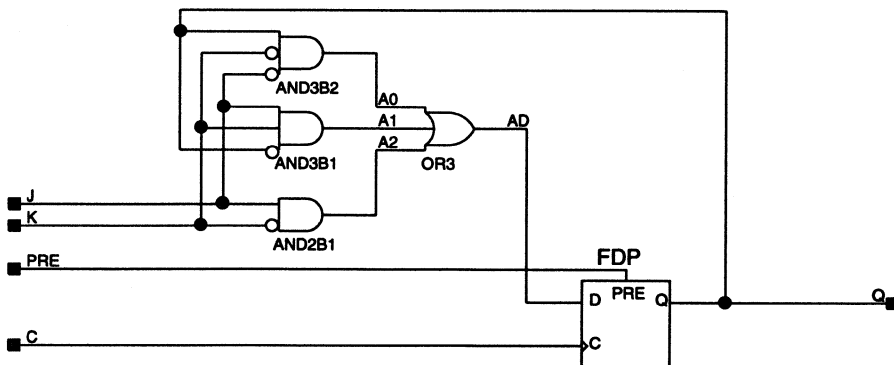 AND3B2
A0
A1
AD
A2
AND3B1
OR3
J
K
AND2B1
PRE
FDP
PRE
D
Q
Q
C
C